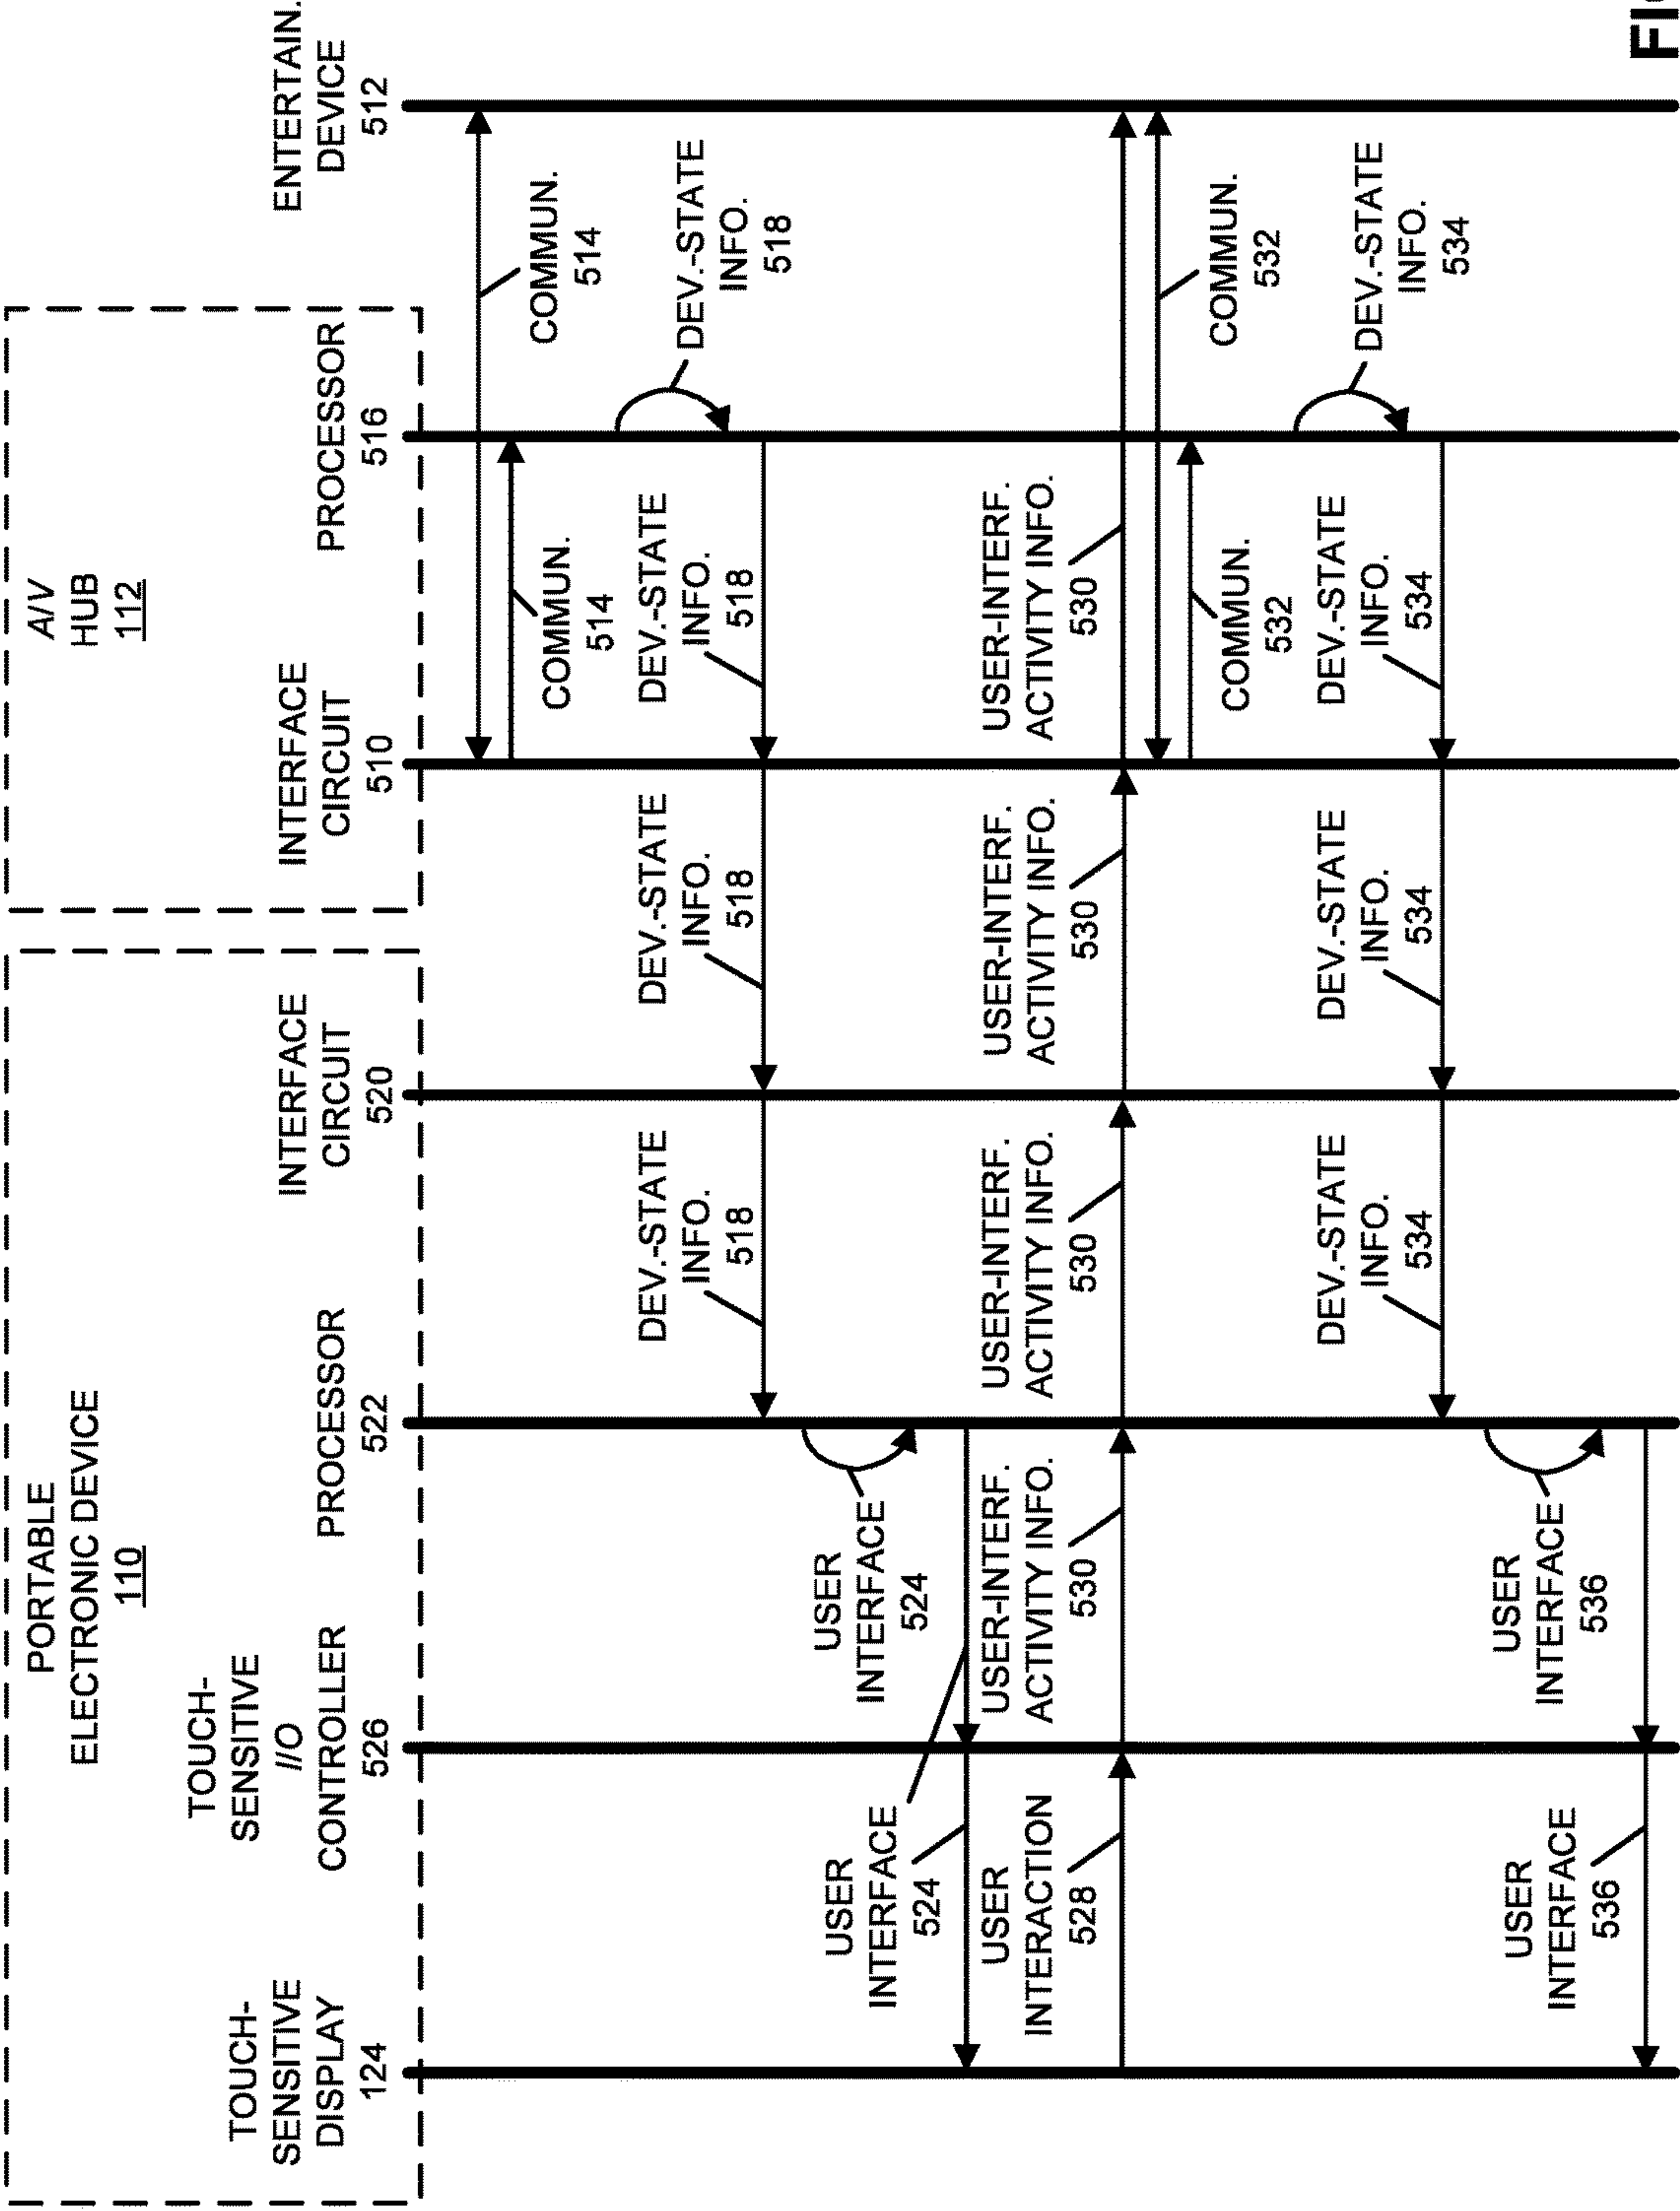 PORTABLE
ELECTRONIC DEVICE
110
A/V
HUB
112
TOUCH-
SENSITIVE
DISPLAY
124
TOUCH-
SENSITIVE
I/O
CONTROLLER
526
PROCESSOR
522
INTERFACE
CIRCUIT
520
INTERFACE
CIRCUIT
510
PROCESSOR
516
ENTERTAIN.
DEVICE
512
COMMUN.
514
COMMUN.
514
DEV.-STATE
INFO.
518
DEV.-STATE
INFO.
518
DEV.-STATE
INFO.
518
DEV.-STATE
INFO.
518
USER
INTERFACE
524
USER
INTERFACE
524
USER
INTERACTION
528
USER-INTERF.
ACTIVITY INFO.
530
USER-INTERF.
ACTIVITY INFO.
530
USER-INTERF.
ACTIVITY INFO.
530
USER-INTERF.
ACTIVITY INFO.
530
COMMUN.
532
COMMUN.
532
DEV.-STATE
INFO.
534
DEV.-STATE
INFO.
534
DEV.-STATE
INFO.
534
DEV.-STATE
INFO.
534
USER
INTERFACE
536
USER
INTERFACE
536